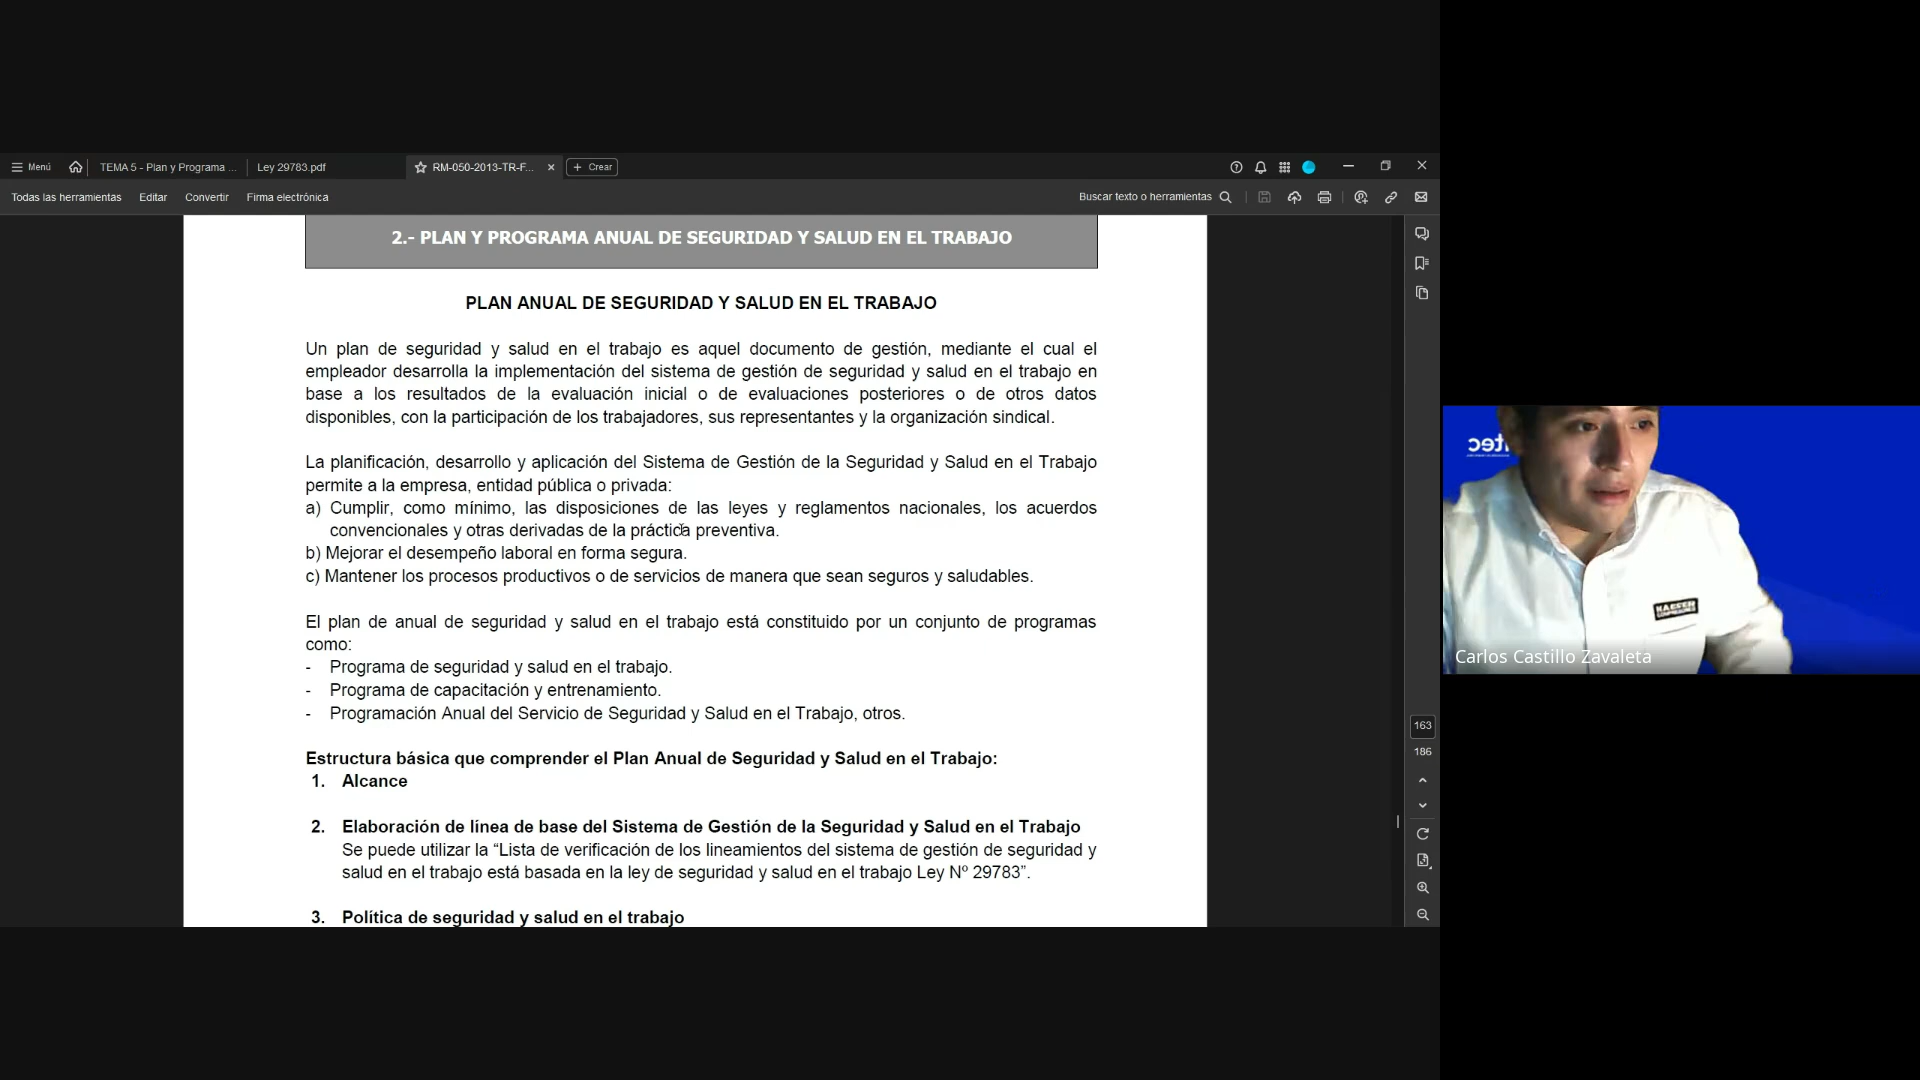 Menú
TEMA 5 - Plan y Programa ...
Ley 29783.pdf
RM-050-2013-TR-F...
Crear
Todas las herramientas
Editar
Convertir
Firma electrónica
Buscar texto o herramientas
2.- PLAN Y PROGRAMA ANUAL DE SEGURIDAD Y SALUD EN EL TRABAJO
PLAN ANUAL DE SEGURIDAD Y SALUD EN EL TRABAJO
Un plan de seguridad y salud en el trabajo es aquel documento de gestión, mediante el cual el
empleador desarrolla la implementación del sistema de gestión de seguridad y salud en el trabajo en
base a los resultados de la evaluación inicial o de evaluaciones posteriores o de otros datos
disponibles, con la participación de los trabajadores, sus representantes y la organización sindical.
La planificación, desarrollo y aplicación del Sistema de Gestión de la Seguridad y Salud en el Trabajo
permite a la empresa, entidad pública o privada:
a) Cumplir, como mínimo, las disposiciones de las leyes y reglamentos nacionales, los acuerdos
convencionales y otras derivadas de la práctica preventiva.
b) Mejorar el desempeño laboral en forma segura.
c) Mantener los procesos productivos o de servicios de manera que sean seguros y saludables.
El plan de anual de seguridad y salud en el trabajo está constituido por un conjunto de programas
como:
- Programa de seguridad y salud en el trabajo.
- Programa de capacitación y entrenamiento.
- Programación Anual del Servicio de Seguridad y Salud en el Trabajo, otros.
Estructura básica que comprender el Plan Anual de Seguridad y Salud en el Trabajo:
1. Alcance
2. Elaboración de línea de base del Sistema de Gestión de la Seguridad y Salud en el Trabajo
Se puede utilizar la “Lista de verificación de los lineamientos del sistema de gestión de seguridad y
salud en el trabajo está basada en la ley de seguridad y salud en el trabajo Ley Nº 29783”.
3. Política de seguridad y salud en el trabajo
163
186
KAESER
Carlos Castillo Zavaleta